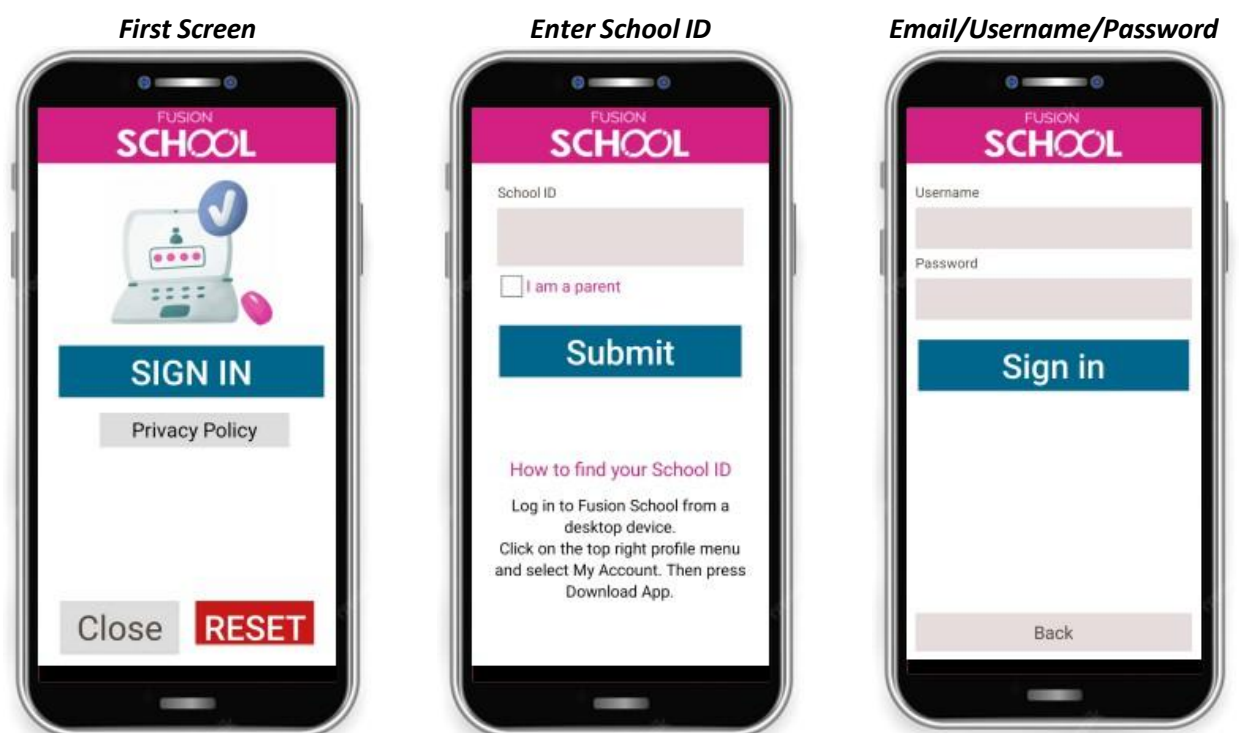 First Screen
FUSION
SCHOOL
SIGN IN
Privacy Policy
Close
RESET
Enter School ID
FUSION
SCHOOL
School ID
I am a parent
Submit
How to find your School ID
Log in to Fusion School from a
desktop device.
Click on the top right profile menu
and select My Account. Then press
Download App.
Email/Username/Password
FUSION
SCHOOL
Username
Password
Sign in
Back